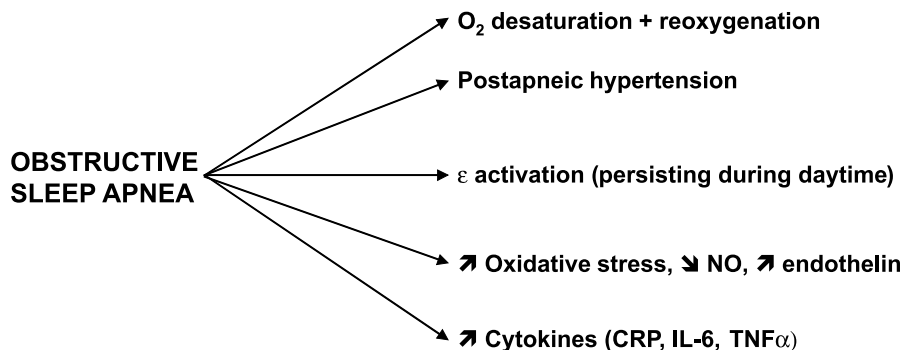 O₂ desaturation + reoxygenation
Postapneic hypertension
OBSTRUCTIVE
SLEEP APNEA
ε activation (persisting during daytime)
↗ Oxidative stress, ↘ NO, ↗ endothelin
↗ Cytokines (CRP, IL-6, TNFα)